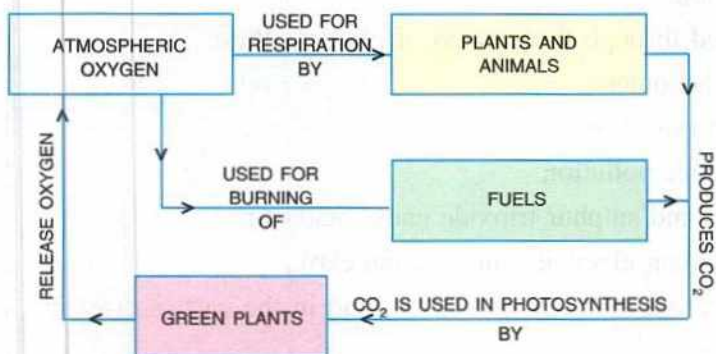 ATMOSPHERIC
OXYGEN
USED FOR
RESPIRATION
BY
PLANTS AND
ANIMALS
USED FOR
BURNING
OF
FUELS
PRODUCES CO₂
CO₂ IS USED IN PHOTOSYNTHESIS
BY
GREEN PLANTS
RELEASE OXYGEN